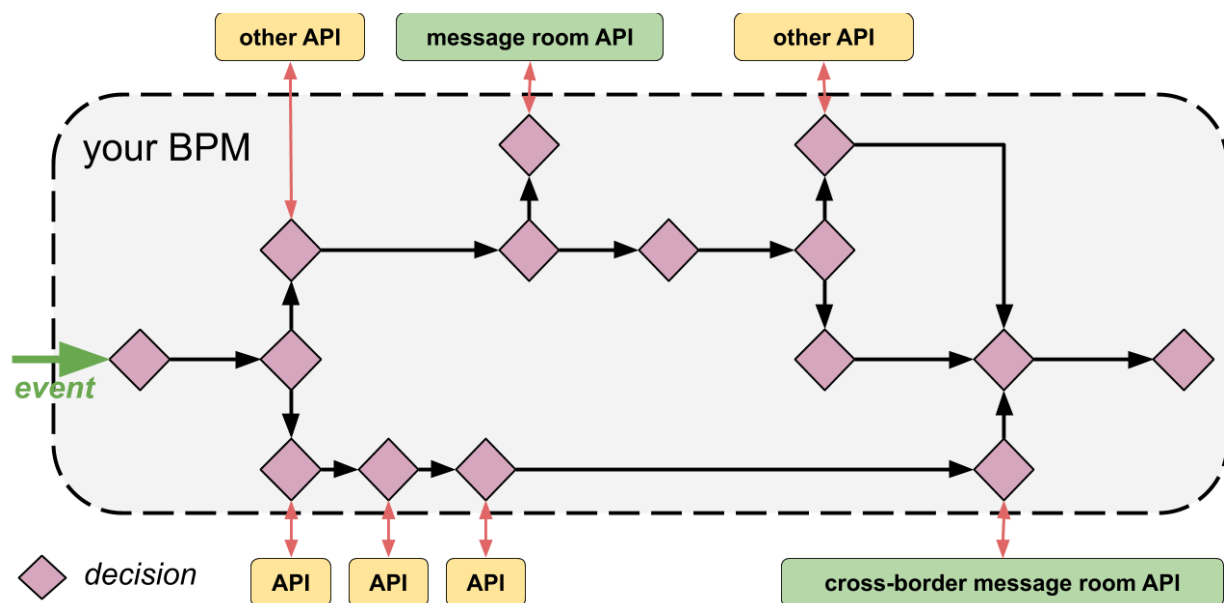 other API
message room API
other API
your BPM
event
decision
API
API
API
cross-border message room API